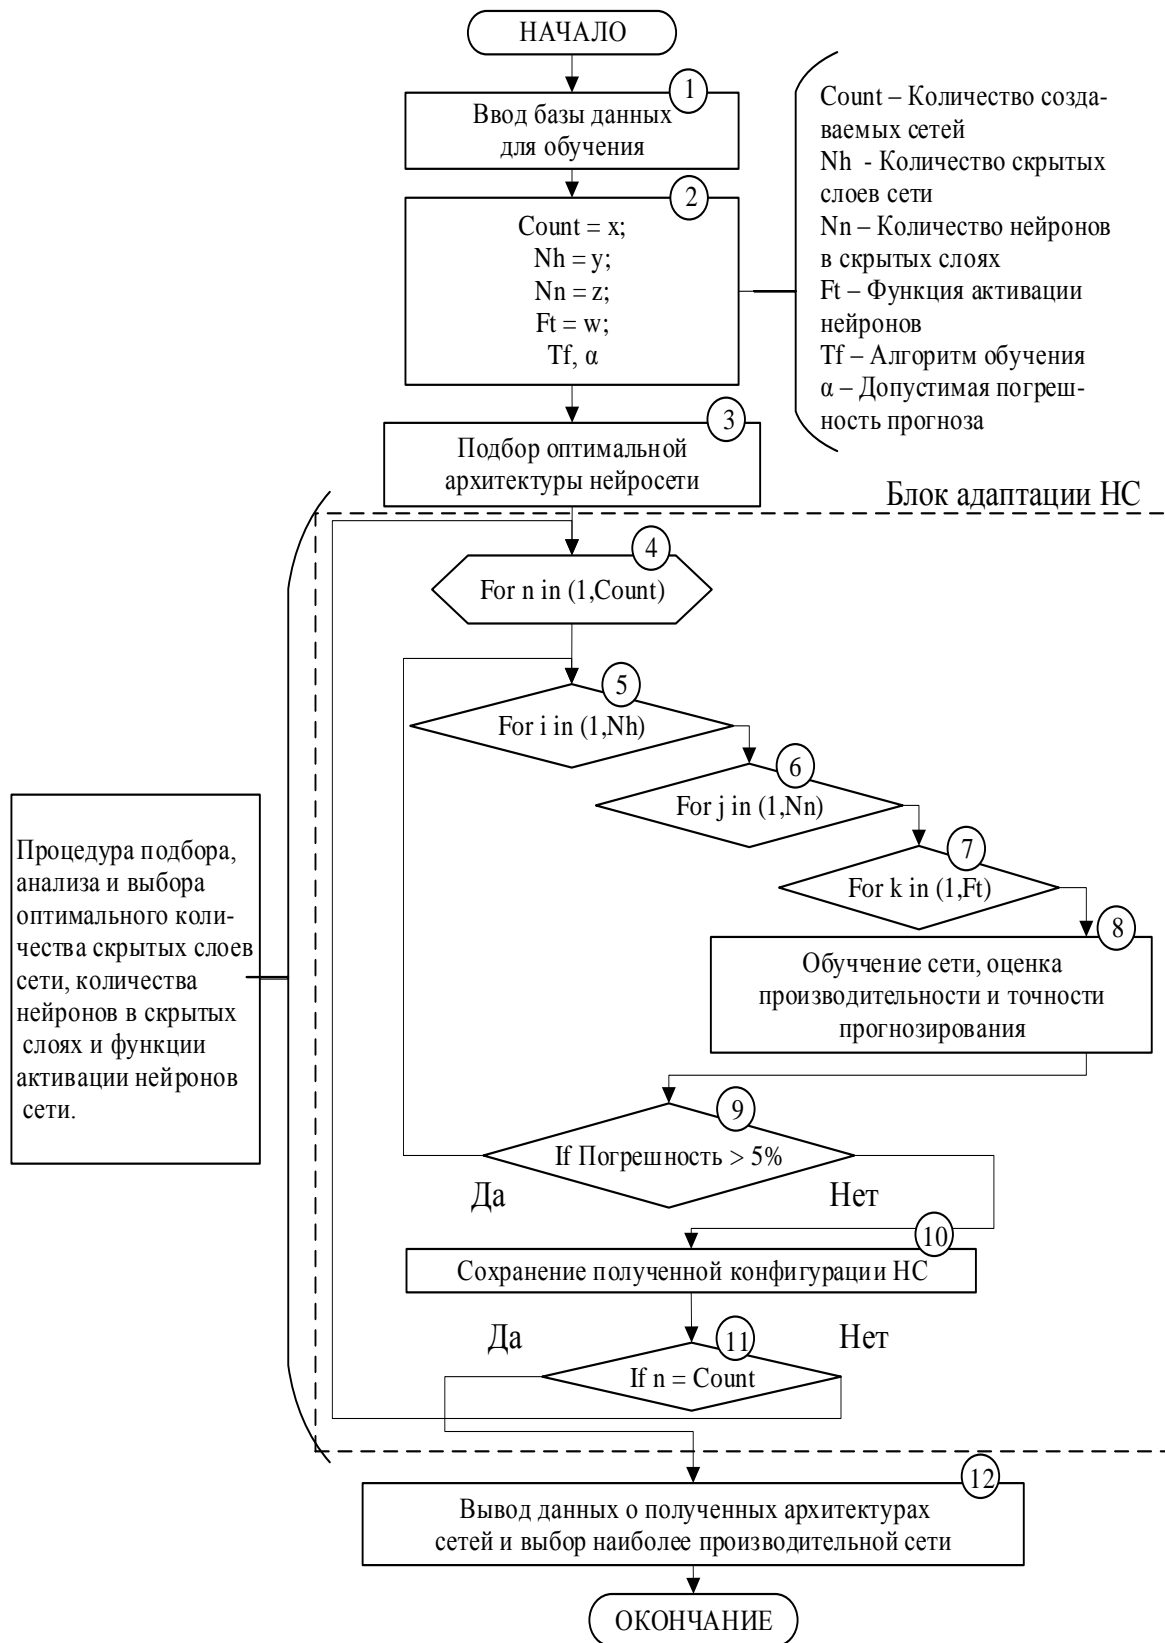 НАЧАЛО
1
Ввод базы данных
для обучения
2
Count = x;
Nh = y;
Nn = z;
Ft = w;
Tf, α
Count – Количество созда-
ваемых сетей
Nh - Количество скрытых
слоев сети
Nn – Количество нейронов
в скрытых слоях
Ft – Функция активации
нейронов
Tf – Алгоритм обучения
α – Допустимая погреш-
ность прогноза
3
Подбор оптимальной
архитектуры нейросети
Блок адаптации НС
4
For n in (1,Count)
5
For i in (1,Nh)
6
For j in (1,Nn)
7
For k in (1,Ft)
8
Обуччение сети, оценка
производительности и точности
прогнозирования
Процедура подбора,
анализа и выбора
оптимального коли-
чества скрытых слоев
сети, количества
нейронов в скрытых
слоях и функции
активации нейронов
сети.
9
If Погрешность > 5%
Да
Нет
10
Сохранение полученной конфигурации НС
Да
11
Нет
If n = Count
12
Вывод данных о полученных архитектурах
сетей и выбор наиболее производительной сети
ОКОНЧАНИЕ